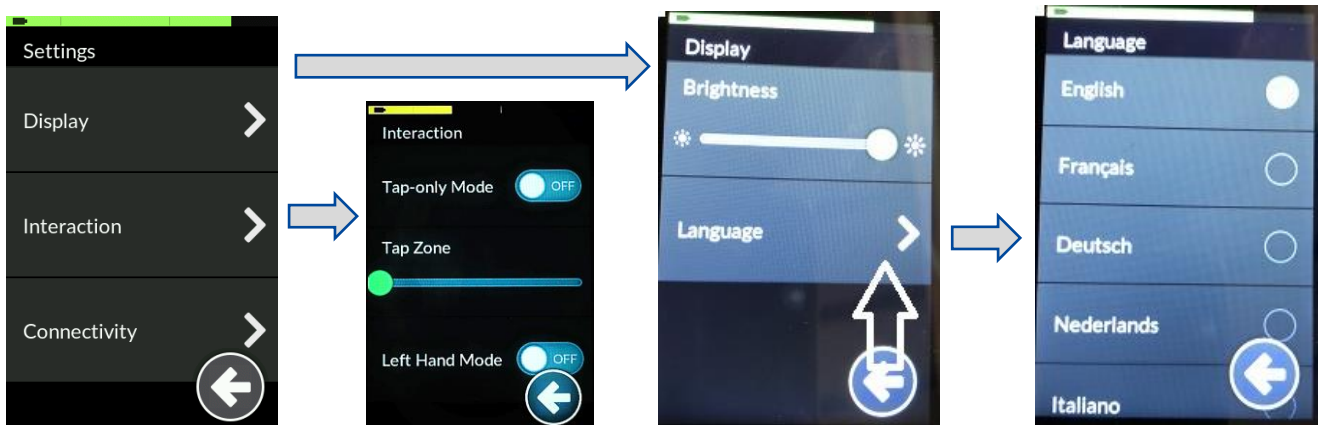 Settings
Display
Interaction
Connectivity
Interaction
Tap-only Mode OFF
Tap Zone
Left Hand Mode OFF
Display
Brightness
Language
Language
English
Français
Deutsch
Nederlands
Italiano